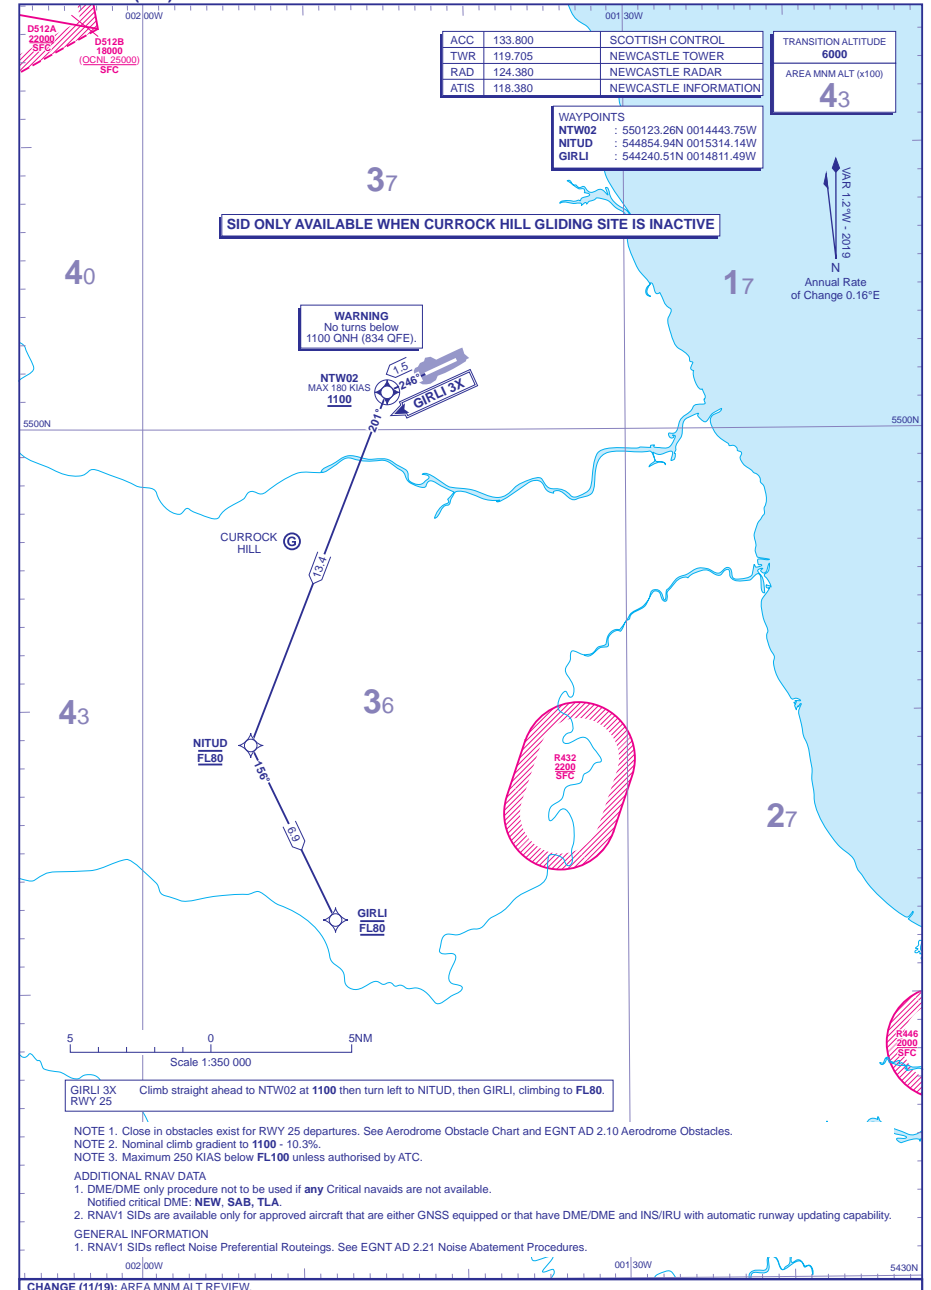 002 00W
001 30W
D512A
22000
SFC
D512B
18000
(OCNL 25000)
SFC
ACC 133.800 SCOTTISH CONTROL
TWR 119.705 NEWCASTLE TOWER
RAD 124.380 NEWCASTLE RADAR
ATIS 118.380 NEWCASTLE INFORMATION
TRANSITION ALTITUDE
6000
AREA MNM ALT (x100)
43
WAYPOINTS
NTW02 : 550123.26N 0014443.75W
NITUD : 544854.94N 0015314.14W
GIRLI : 544240.51N 0014811.49W
VAR 1.2°W - 2019
N
Annual Rate
of Change 0.16°E
37
SID ONLY AVAILABLE WHEN CURROCK HILL GLIDING SITE IS INACTIVE
40
17
WARNING
No turns below
1100 QNH (834 QFE).
NTW02
MAX 180 KIAS
1100
1.5
246°
GIRLI 3X
201°
5500N
5500N
CURROCK
HILL
G
13.4
43
36
NITUD
FL80
156°
R432
2200
SFC
27
6.9
GIRLI
FL80
R446
2000
SFC
5 0 5NM
Scale 1:350 000
GIRLI 3X Climb straight ahead to NTW02 at 1100 then turn left to NITUD, then GIRLI, climbing to FL80.
RWY 25
NOTE 1. Close in obstacles exist for RWY 25 departures. See Aerodrome Obstacle Chart and EGNT AD 2.10 Aerodrome Obstacles.
NOTE 2. Nominal climb gradient to 1100 - 10.3%.
NOTE 3. Maximum 250 KIAS below FL100 unless authorised by ATC.
ADDITIONAL RNAV DATA
1. DME/DME only procedure not to be used if any Critical navaids are not available.
Notified critical DME: NEW, SAB, TLA.
2. RNAV1 SIDs are available only for approved aircraft that are either GNSS equipped or that have DME/DME and INS/IRU with automatic runway updating capability.
GENERAL INFORMATION
1. RNAV1 SIDs reflect Noise Preferential Routeings. See EGNT AD 2.21 Noise Abatement Procedures.
002 00W
001 30W
5430N
CHANGE (11/19): AREA MNM ALT REVIEW